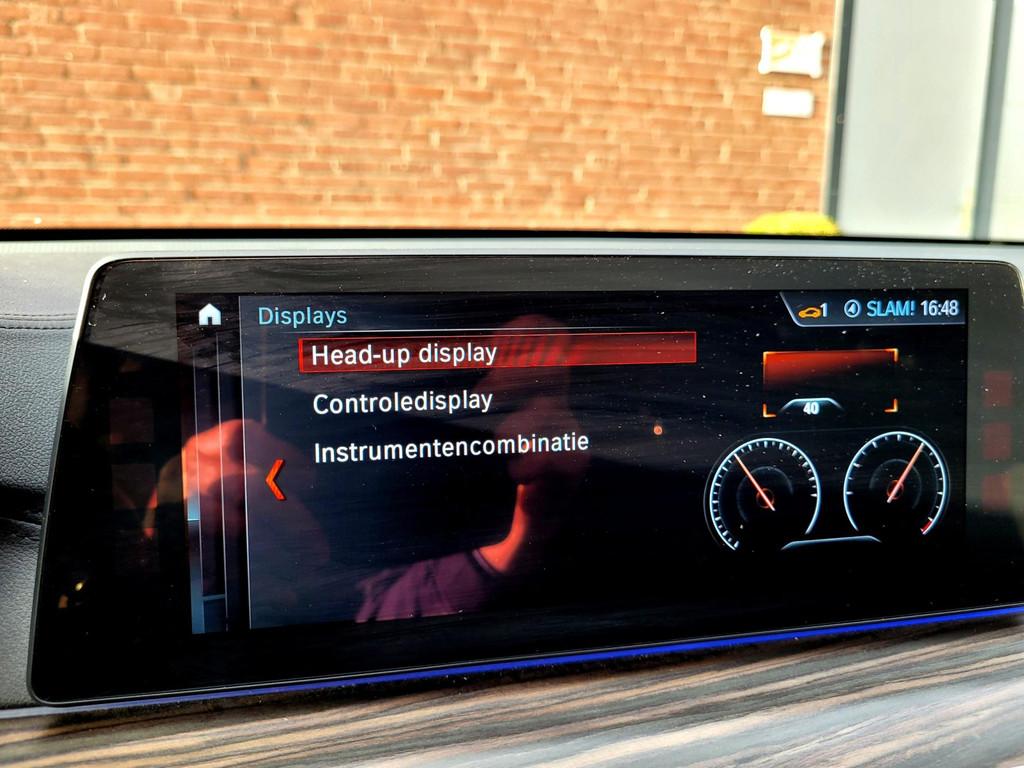 Displays
1 SLAM! 16:48
Head-up display
40
Controledisplay
Instrumentencombinatie